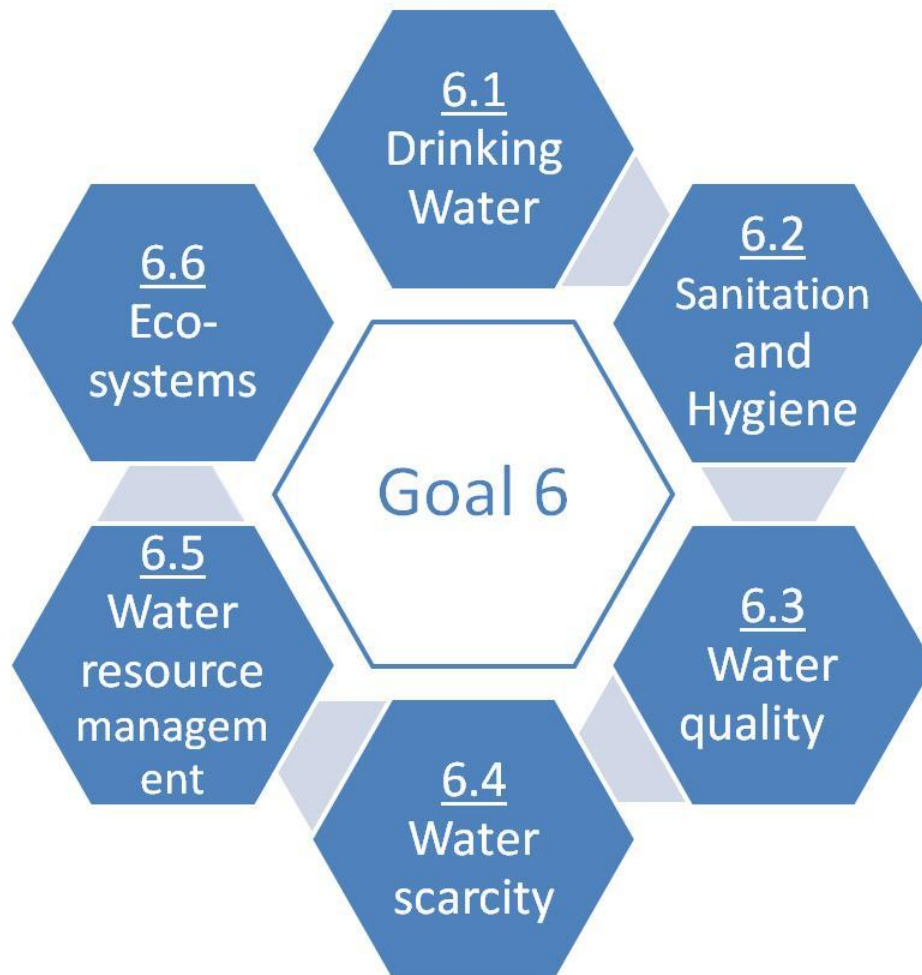 6.1
Drinking
Water
6.2
Sanitation
and
Hygiene
6.3
Water
quality
6.4
Water
scarcity
6.5
Water
resource
managem
ent
6.6
Eco-
systems
Goal 6